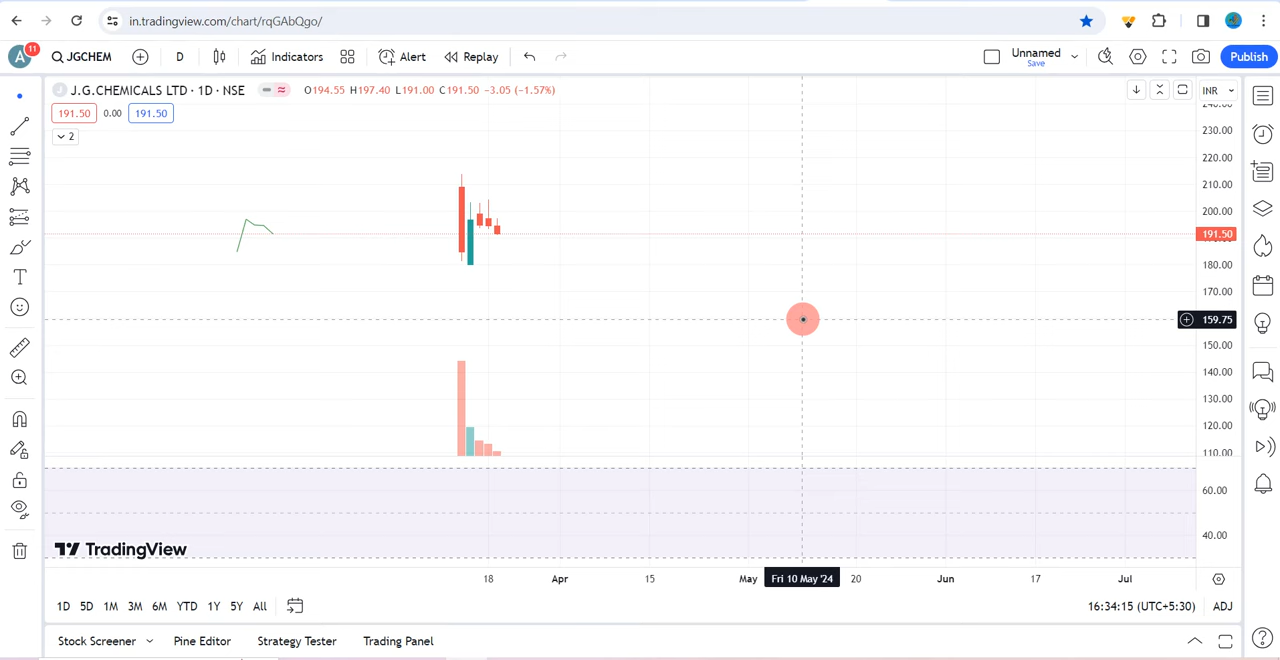 in.tradingview.com/chart/rqGAbQgo/
A 11 JGCHEM D Indicators Alert Replay Unnamed Publish
Save
J.G.CHEMICALS LTD · 1D · NSE O194.55 H197.40 L191.00 C191.50 −3.05 (−1.57%) INR
191.50 0.00 191.50
2
230.00
220.00
210.00
200.00
191.50
180.00
170.00
159.75
150.00
140.00
130.00
120.00
110.00
60.00
40.00
TradingView
18 Apr 15 May Fri 10 May '24 20 Jun 17 Jul
1D 5D 1M 3M 6M YTD 1Y 5Y All 16:34:15 (UTC+5:30) ADJ
Stock Screener Pine Editor Strategy Tester Trading Panel